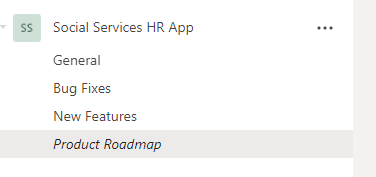 SS Social Services HR App ...
General
Bug Fixes
New Features
Product Roadmap